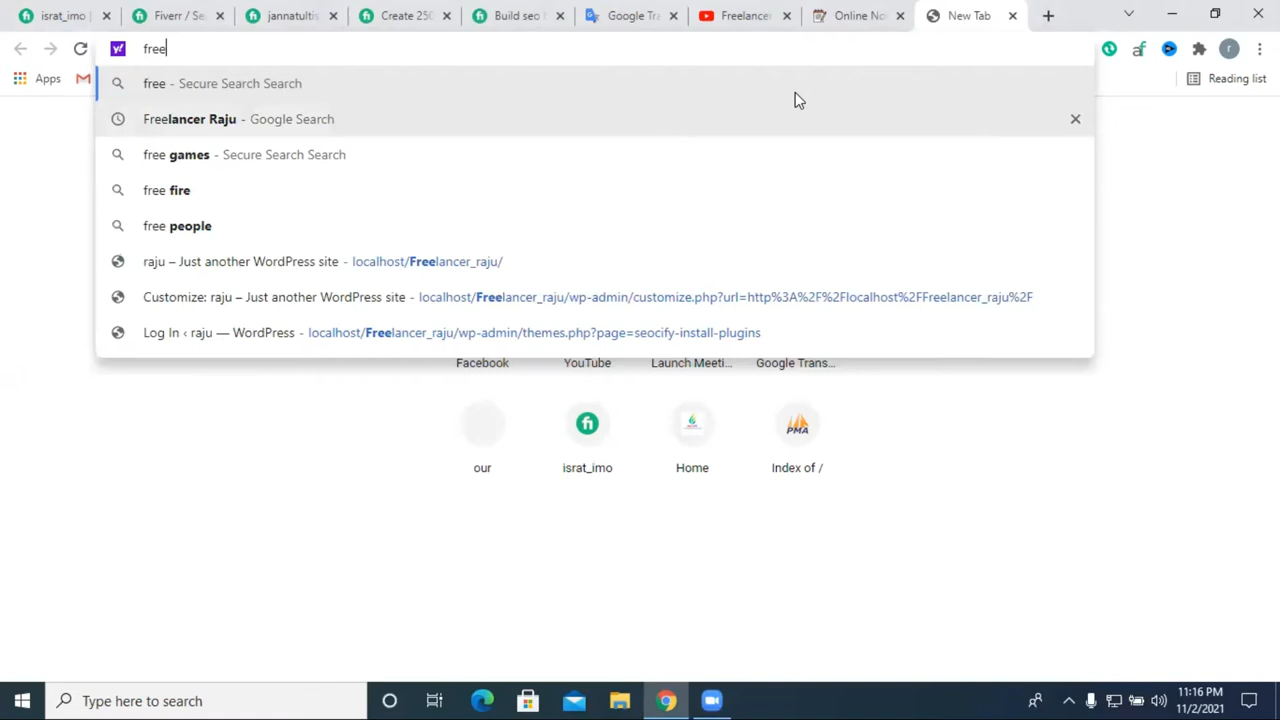 israt_imo |
Fiverr / Se
jannatultis
Create 250
Build seo
Google Tra
Freelancer
Online No
New Tab
free
Apps
Reading list
r
free - Secure Search Search
Freelancer Raju - Google Search
free games - Secure Search Search
free fire
free people
raju – Just another WordPress site - localhost/Freelancer_raju/
Customize: raju – Just another WordPress site - localhost/Freelancer_raju/wp-admin/customize.php?url=http%3A%2F%2Flocalhost%2FFreelancer_raju%2F
Log In ‹ raju — WordPress - localhost/Freelancer_raju/wp-admin/themes.php?page=seocify-install-plugins
Facebook
YouTube
Launch Meeti...
Google Trans...
fi
PMA
our
israt_imo
Home
Index of /
Type here to search
11:16 PM
11/2/2021